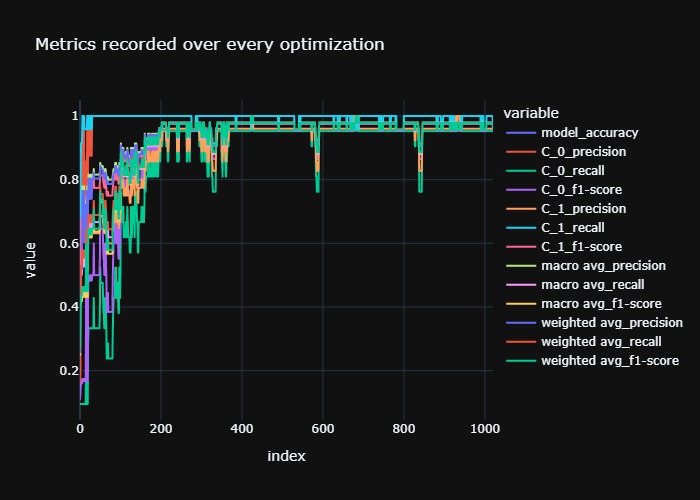 Metrics recorded over every optimization
variable
model_accuracy
C_0_precision
C_0_recall
C_0_f1-score
C_1_precision
C_1_recall
C_1_f1-score
macro avg_precision
macro avg_recall
macro avg_f1-score
weighted avg_precision
weighted avg_recall
weighted avg_f1-score
1
0.8
0.6
0.4
0.2
value
0 200 400 600 800 1000
index